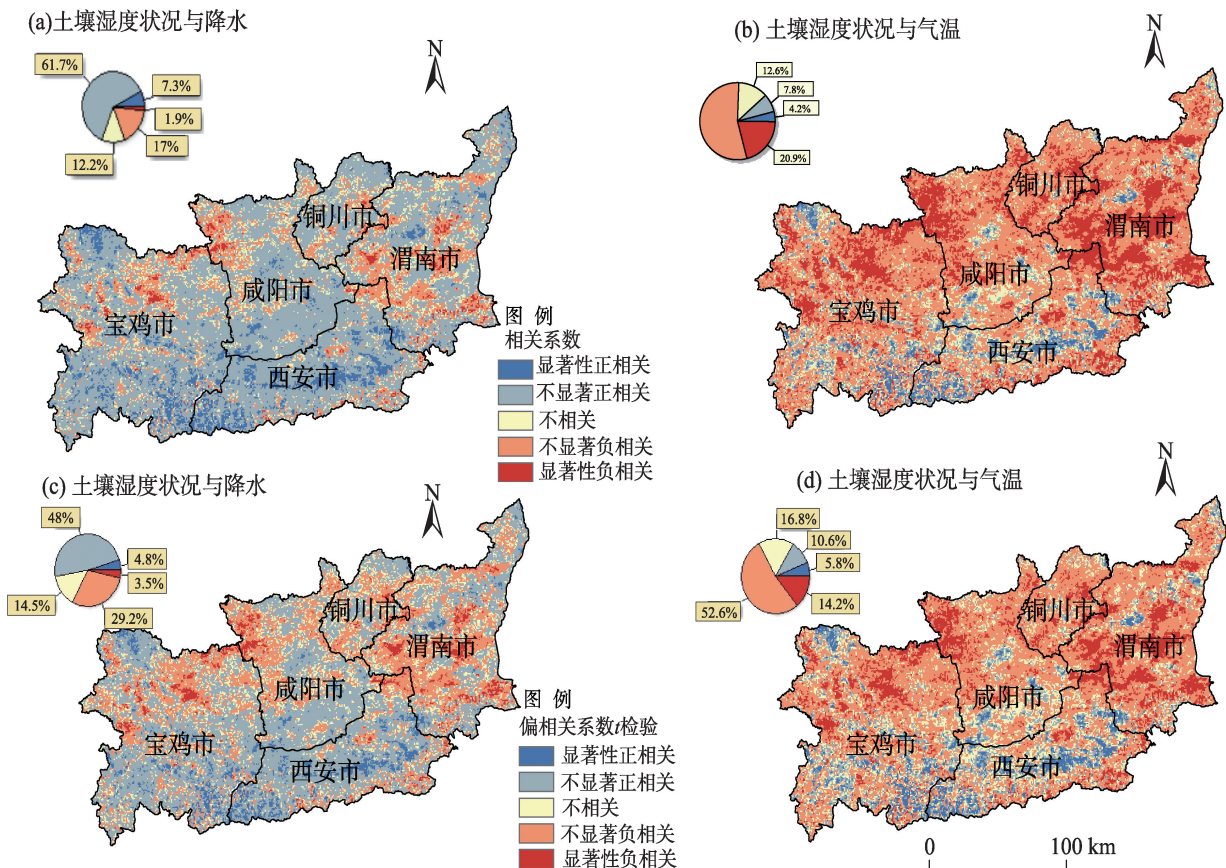 (a)土壤湿度状况与降水
N
61.7%
7.3%
1.9%
17%
12.2%
铜川市
渭南市
咸阳市
宝鸡市
西安市
图 例
相关系数
显著性正相关
不显著正相关
不相关
不显著负相关
显著性负相关
(b) 土壤湿度状况与气温
N
12.6%
7.8%
4.2%
20.9%
铜川市
渭南市
咸阳市
宝鸡市
西安市
(c) 土壤湿度状况与降水
N
48%
4.8%
3.5%
14.5%
29.2%
铜川市
渭南市
咸阳市
宝鸡市
西安市
图 例
偏相关系数t检验
显著性正相关
不显著正相关
不相关
不显著负相关
显著性负相关
(d) 土壤湿度状况与气温
N
16.8%
10.6%
5.8%
14.2%
52.6%
铜川市
渭南市
咸阳市
宝鸡市
西安市
0 100 km